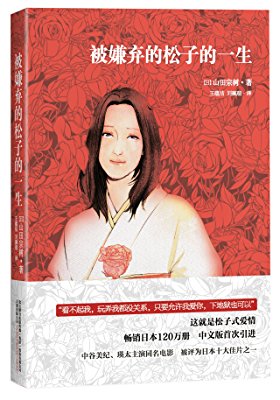 被嫌弃的松子的一生
[日]山田宗树·著
王蕴洁 刘珮瑄·译
“看不起我，玩弄我都没关系，只要允许我爱你，下地狱也可以”
这就是松子式爱情
畅销日本120万册 中文版首次引进
中谷美纪、瑛太主演同名电影 被评为日本十大佳片之一
被嫌弃的松子的一生
[日]山田宗树·著